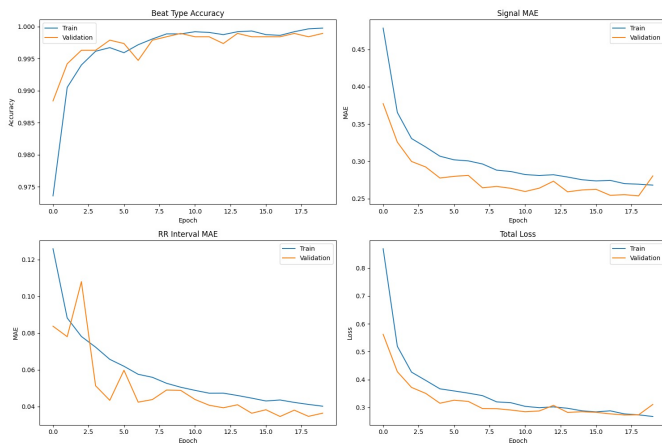 Beat Type Accuracy
Train
Validation
1.000
0.995
0.990
0.985
0.980
0.975
Accuracy
0.0 2.5 5.0 7.5 10.0 12.5 15.0 17.5
Epoch
Signal MAE
Train
Validation
0.45
0.40
0.35
0.30
0.25
MAE
0.0 2.5 5.0 7.5 10.0 12.5 15.0 17.5
Epoch
RR Interval MAE
Train
Validation
0.12
0.10
0.08
0.06
0.04
MAE
0.0 2.5 5.0 7.5 10.0 12.5 15.0 17.5
Epoch
Total Loss
Train
Validation
0.8
0.7
0.6
0.5
0.4
0.3
Loss
0.0 2.5 5.0 7.5 10.0 12.5 15.0 17.5
Epoch